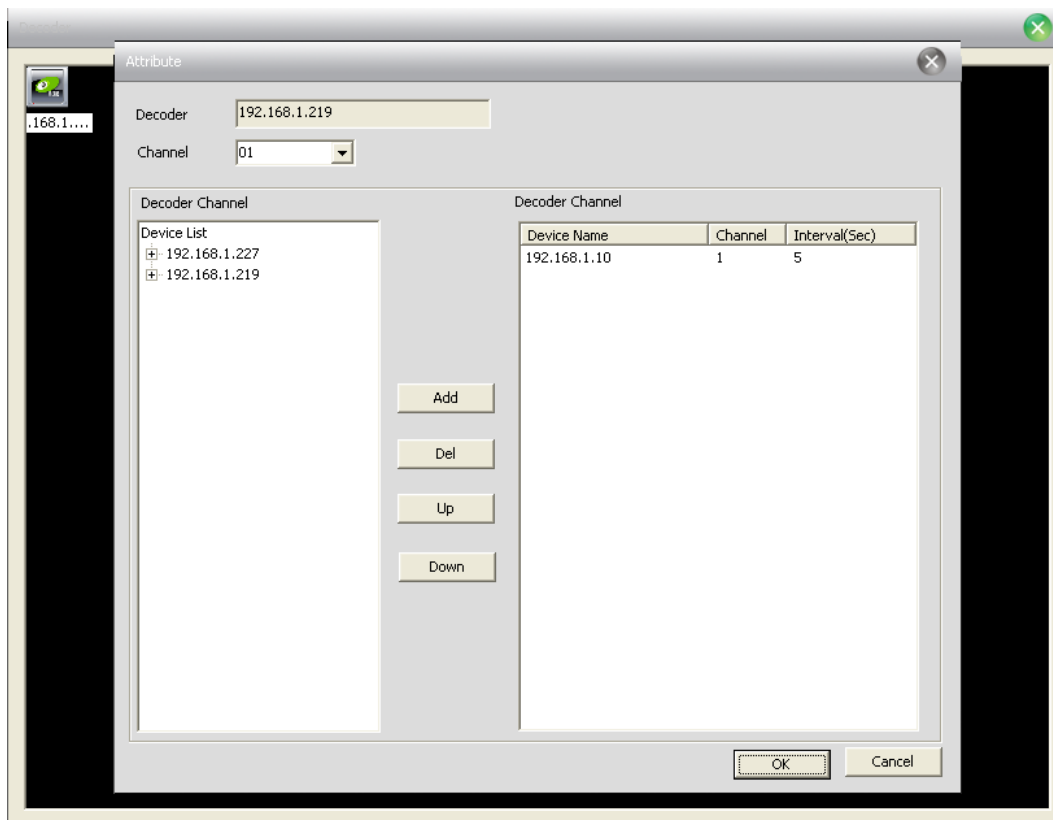 Decoder
Attribute
.168.1....
Decoder 192.168.1.219
Channel 01
Decoder Channel
Device List
192.168.1.227
192.168.1.219
Add
Del
Up
Down
Decoder Channel
Device Name Channel Interval(Sec)
192.168.1.10 1 5
OK Cancel